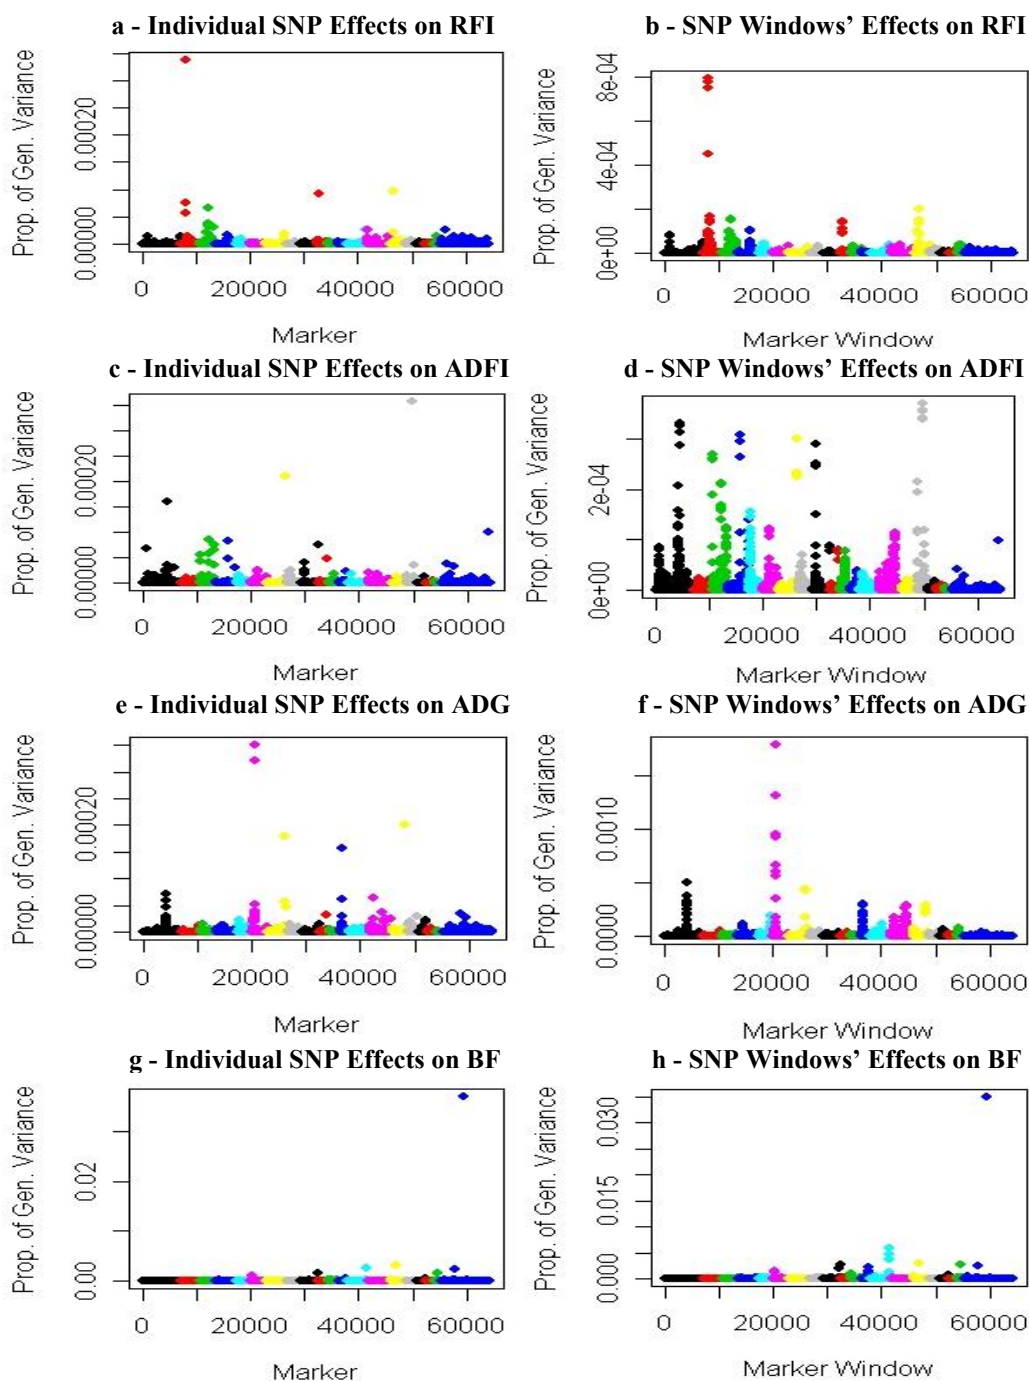 a - Individual SNP Effects on RFI
Prop. of Gen. Variance
0.00000
0.00020
0 20000 40000 60000
Marker
b - SNP Windows' Effects on RFI
Prop. of Gen. Variance
0e+00
4e-04
8e-04
0 20000 40000 60000
Marker Window
c - Individual SNP Effects on ADFI
Prop. of Gen. Variance
0.00000
0.00020
0 20000 40000 60000
Marker
d - SNP Windows' Effects on ADFI
Prop. of Gen. Variance
0e+00
2e-04
0 20000 40000 60000
Marker Window
e - Individual SNP Effects on ADG
Prop. of Gen. Variance
0.00000
0.00020
0 20000 40000 60000
Marker
f - SNP Windows' Effects on ADG
Prop. of Gen. Variance
0.0000
0.0010
0 20000 40000 60000
Marker Window
g - Individual SNP Effects on BF
Prop. of Gen. Variance
0.00
0.02
0 20000 40000 60000
Marker
h - SNP Windows' Effects on BF
Prop. of Gen. Variance
0.000
0.015
0.030
0 20000 40000 60000
Marker Window